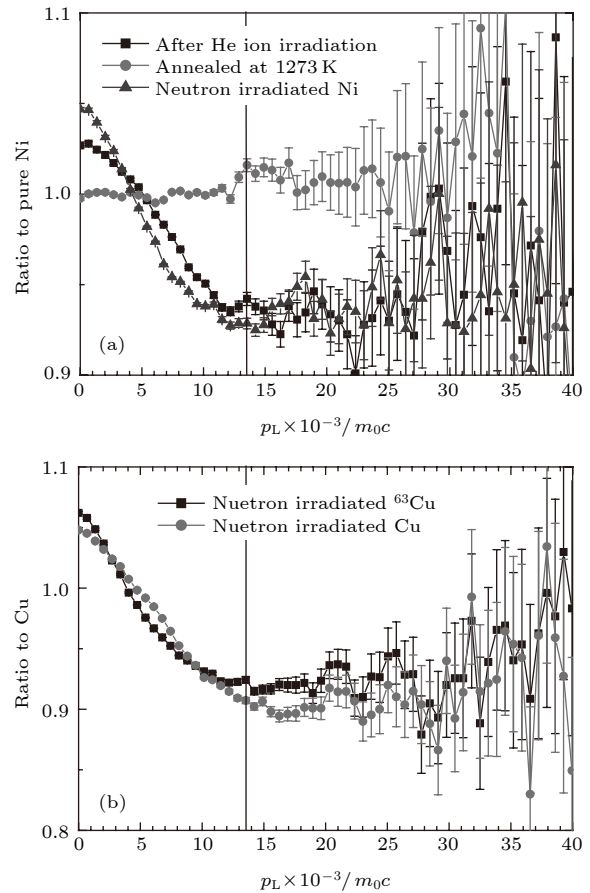 1.1
After He ion irradiation
Annealed at 1273 K
Neutron irradiated Ni
Ratio to pure Ni
1.0
(a)
0.9
0 5 10 15 20 25 30 35 40
pL×10⁻³/m₀c
1.1
Nuetron irradiated ⁶³Cu
Nuetron irradiated Cu
Ratio to Cu
1.0
0.9
(b)
0.8
0 5 10 15 20 25 30 35 40
pL×10⁻³/m₀c